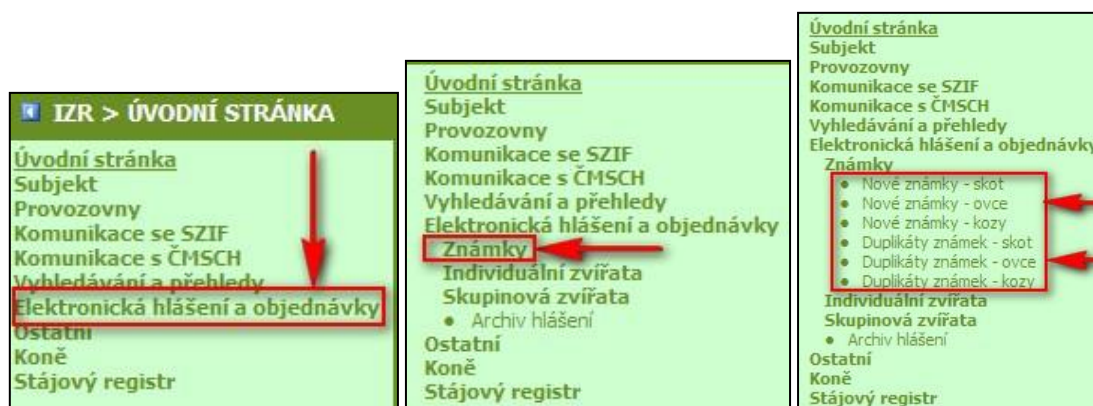 IZR > ÚVODNÍ STRÁNKA
Úvodní stránka
Subjekt
Provozovny
Komunikace se SZIF
Komunikace s ČMSCH
Vyhledávání a přehledy
Elektronická hlášení a objednávky
Ostatní
Koně
Stájový registr
Úvodní stránka
Subjekt
Provozovny
Komunikace se SZIF
Komunikace s ČMSCH
Vyhledávání a přehledy
Elektronická hlášení a objednávky
Známky
Individuální zvířata
Skupinová zvířata
• Archiv hlášení
Ostatní
Koně
Stájový registr
Úvodní stránka
Subjekt
Provozovny
Komunikace se SZIF
Komunikace s ČMSCH
Vyhledávání a přehledy
Elektronická hlášení a objednávky
Známky
• Nové známky - skot
• Nové známky - ovce
• Nové známky - kozy
• Duplikáty známek - skot
• Duplikáty známek - ovce
• Duplikáty známek - kozy
Individuální zvířata
Skupinová zvířata
• Archiv hlášení
Ostatní
Koně
Stájový registr